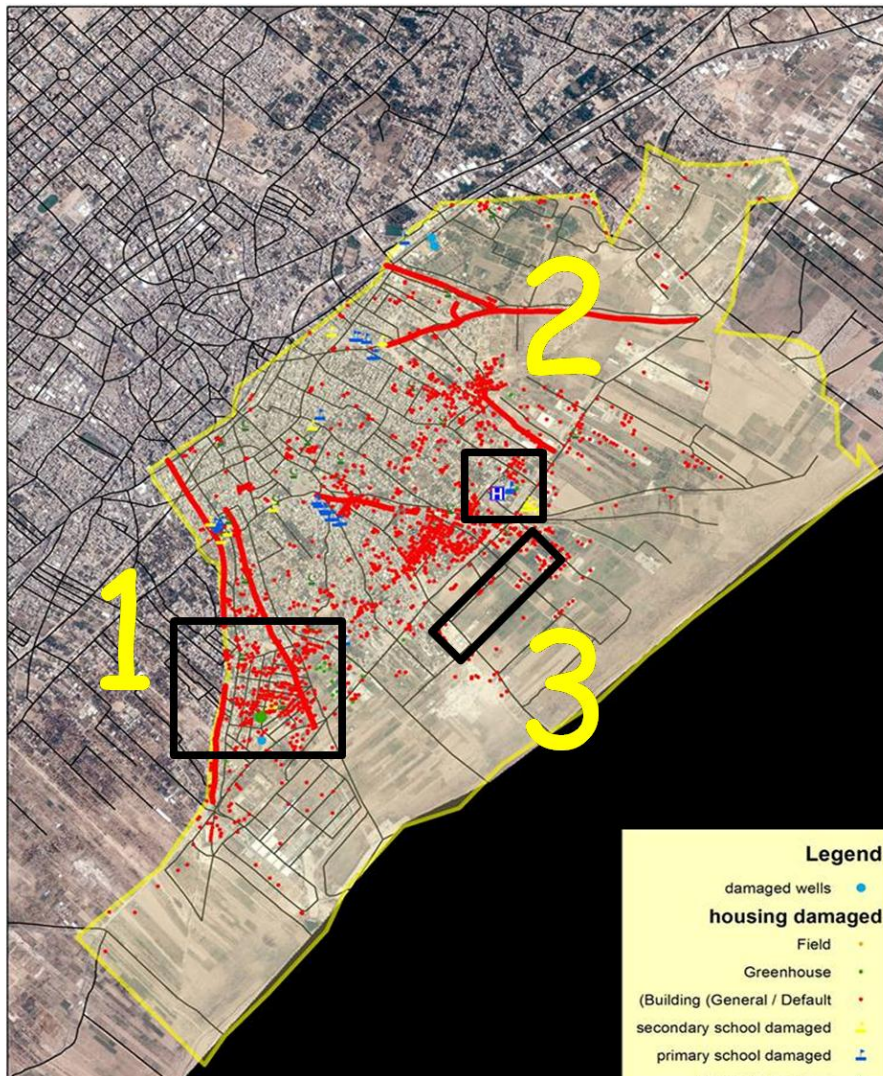 2
1
3
H
Legend
damaged wells
housing damaged
Field
Greenhouse
(Building (General / Default
secondary school damaged
primary school damaged